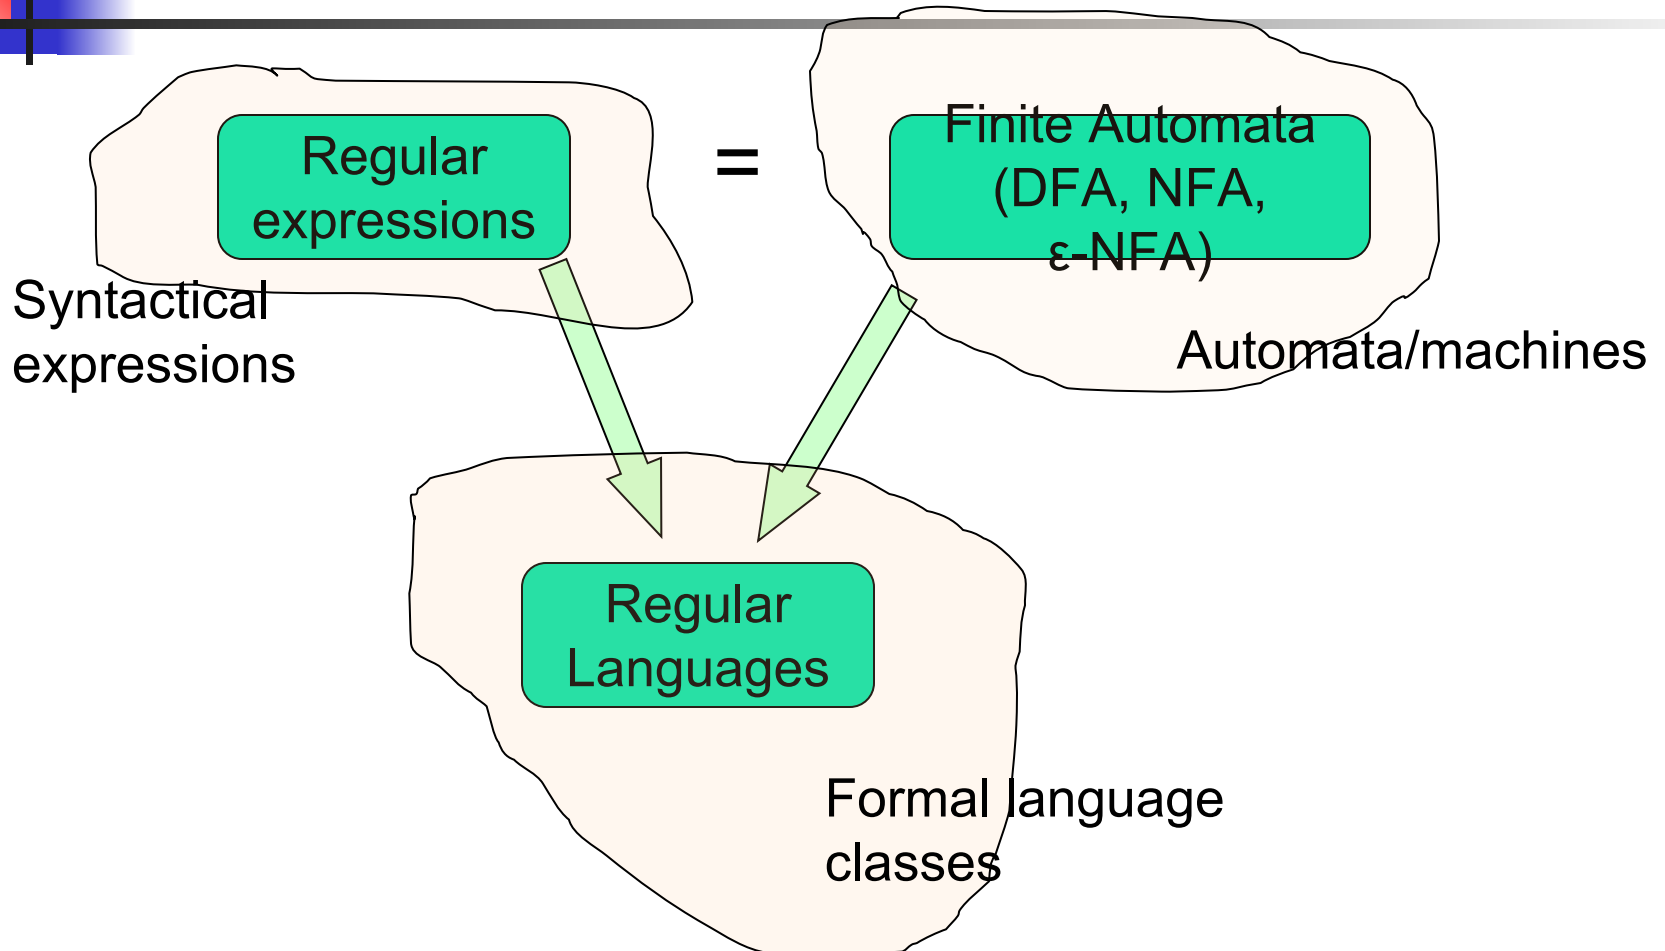 Regular
expressions
=
Finite Automata
(DFA, NFA,
ε-NFA)
Syntactical
expressions
Automata/machines
Regular
Languages
Formal language
classes